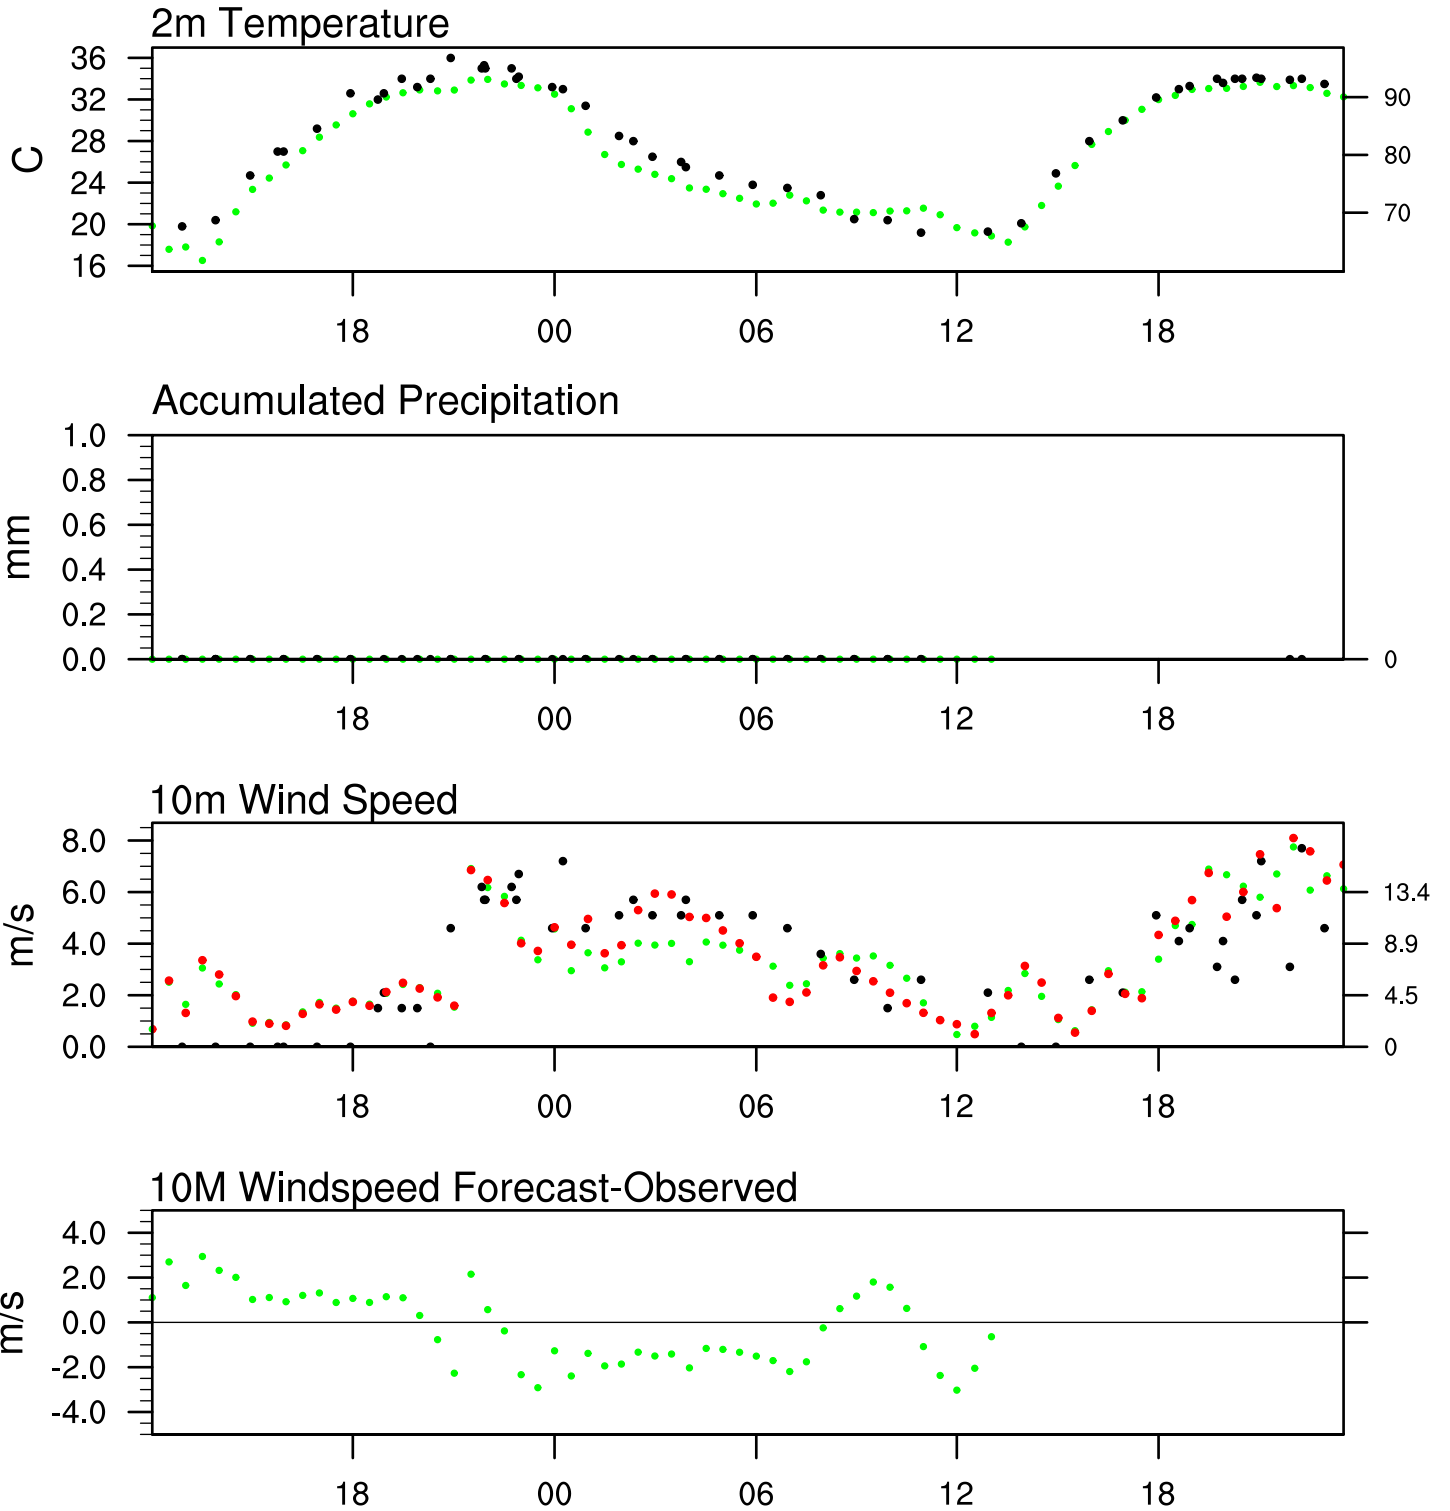 2m Temperature
36
32
28
24
20
16
C
90
80
70
18 00 06 12 18
Accumulated Precipitation
1.0
0.8
0.6
0.4
0.2
0.0
mm
0
18 00 06 12 18
10m Wind Speed
8.0
6.0
4.0
2.0
0.0
m/s
13.4
8.9
4.5
0
18 00 06 12 18
10M Windspeed Forecast-Observed
4.0
2.0
0.0
-2.0
-4.0
m/s
18 00 06 12 18